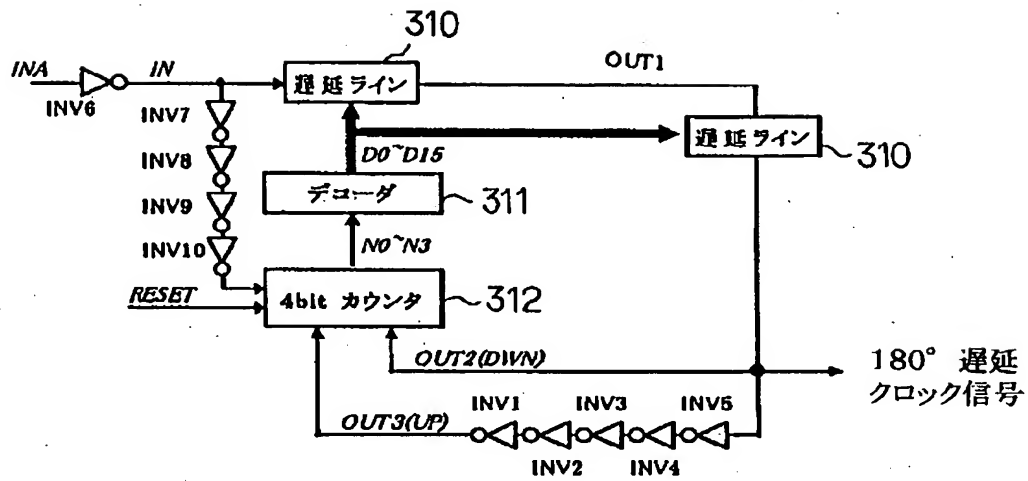 310
OUT1
INA
IN
INV6
遅延ライン
INV7
遅延ライン
310
INV8
D0~D15
デコーダ
311
INV9
N0~N3
INV10
RESET
4bit カウンタ
312
OUT2(DWN)
180° 遅延
クロック信号
OUT3(UP)
INV1
INV3
INV5
INV2
INV4